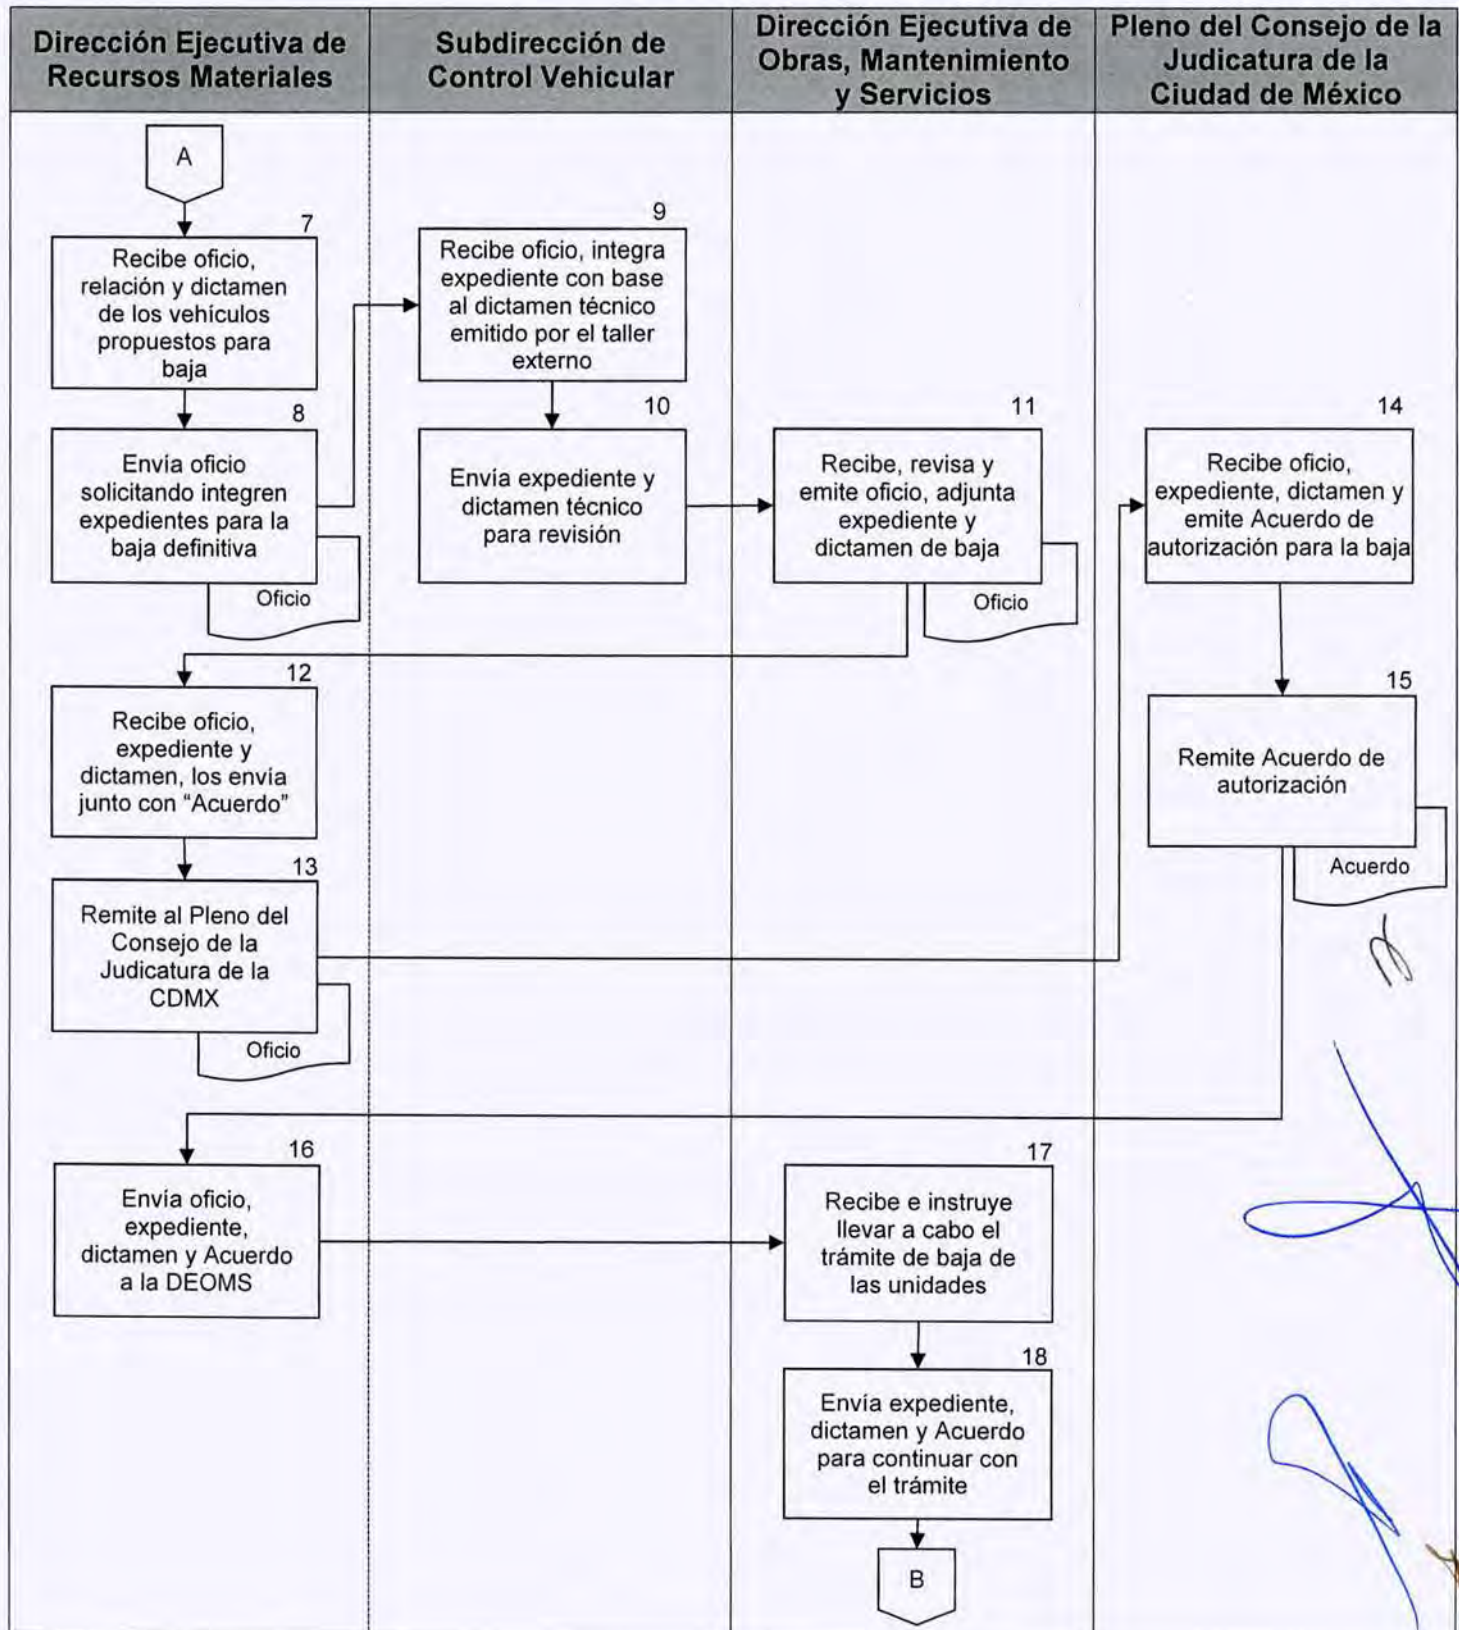 Dirección Ejecutiva de
Recursos Materiales
Subdirección de
Control Vehicular
Dirección Ejecutiva de
Obras, Mantenimiento
y Servicios
Pleno del Consejo de la
Judicatura de la
Ciudad de México
A
7
Recibe oficio,
relación y dictamen
de los vehículos
propuestos para
baja
8
Envía oficio
solicitando integren
expedientes para la
baja definitiva
Oficio
9
Recibe oficio, integra
expediente con base
al dictamen técnico
emitido por el taller
externo
10
Envía expediente y
dictamen técnico
para revisión
11
Recibe, revisa y
emite oficio, adjunta
expediente y
dictamen de baja
Oficio
12
Recibe oficio,
expediente y
dictamen, los envía
junto con “Acuerdo”
13
Remite al Pleno del
Consejo de la
Judicatura de la
CDMX
Oficio
14
Recibe oficio,
expediente, dictamen y
emite Acuerdo de
autorización para la baja
15
Remite Acuerdo de
autorización
Acuerdo
16
Envía oficio,
expediente,
dictamen y Acuerdo
a la DEOMS
17
Recibe e instruye
llevar a cabo el
trámite de baja de
las unidades
18
Envía expediente,
dictamen y Acuerdo
para continuar con
el trámite
B